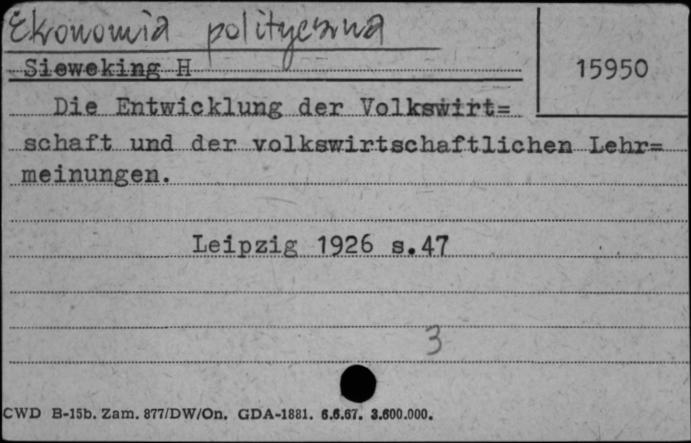 Ekonomia polityczna
Sieweking H
15950
Die Entwicklung der Volkswirt=
schaft und der volkswirtschaftlichen Lehr=
meinungen.
Leipzig 1926 s.47
3
CWD B-15b. Zam. 877/DW/On. GDA-1881. 6.6.67. 3.600.000.